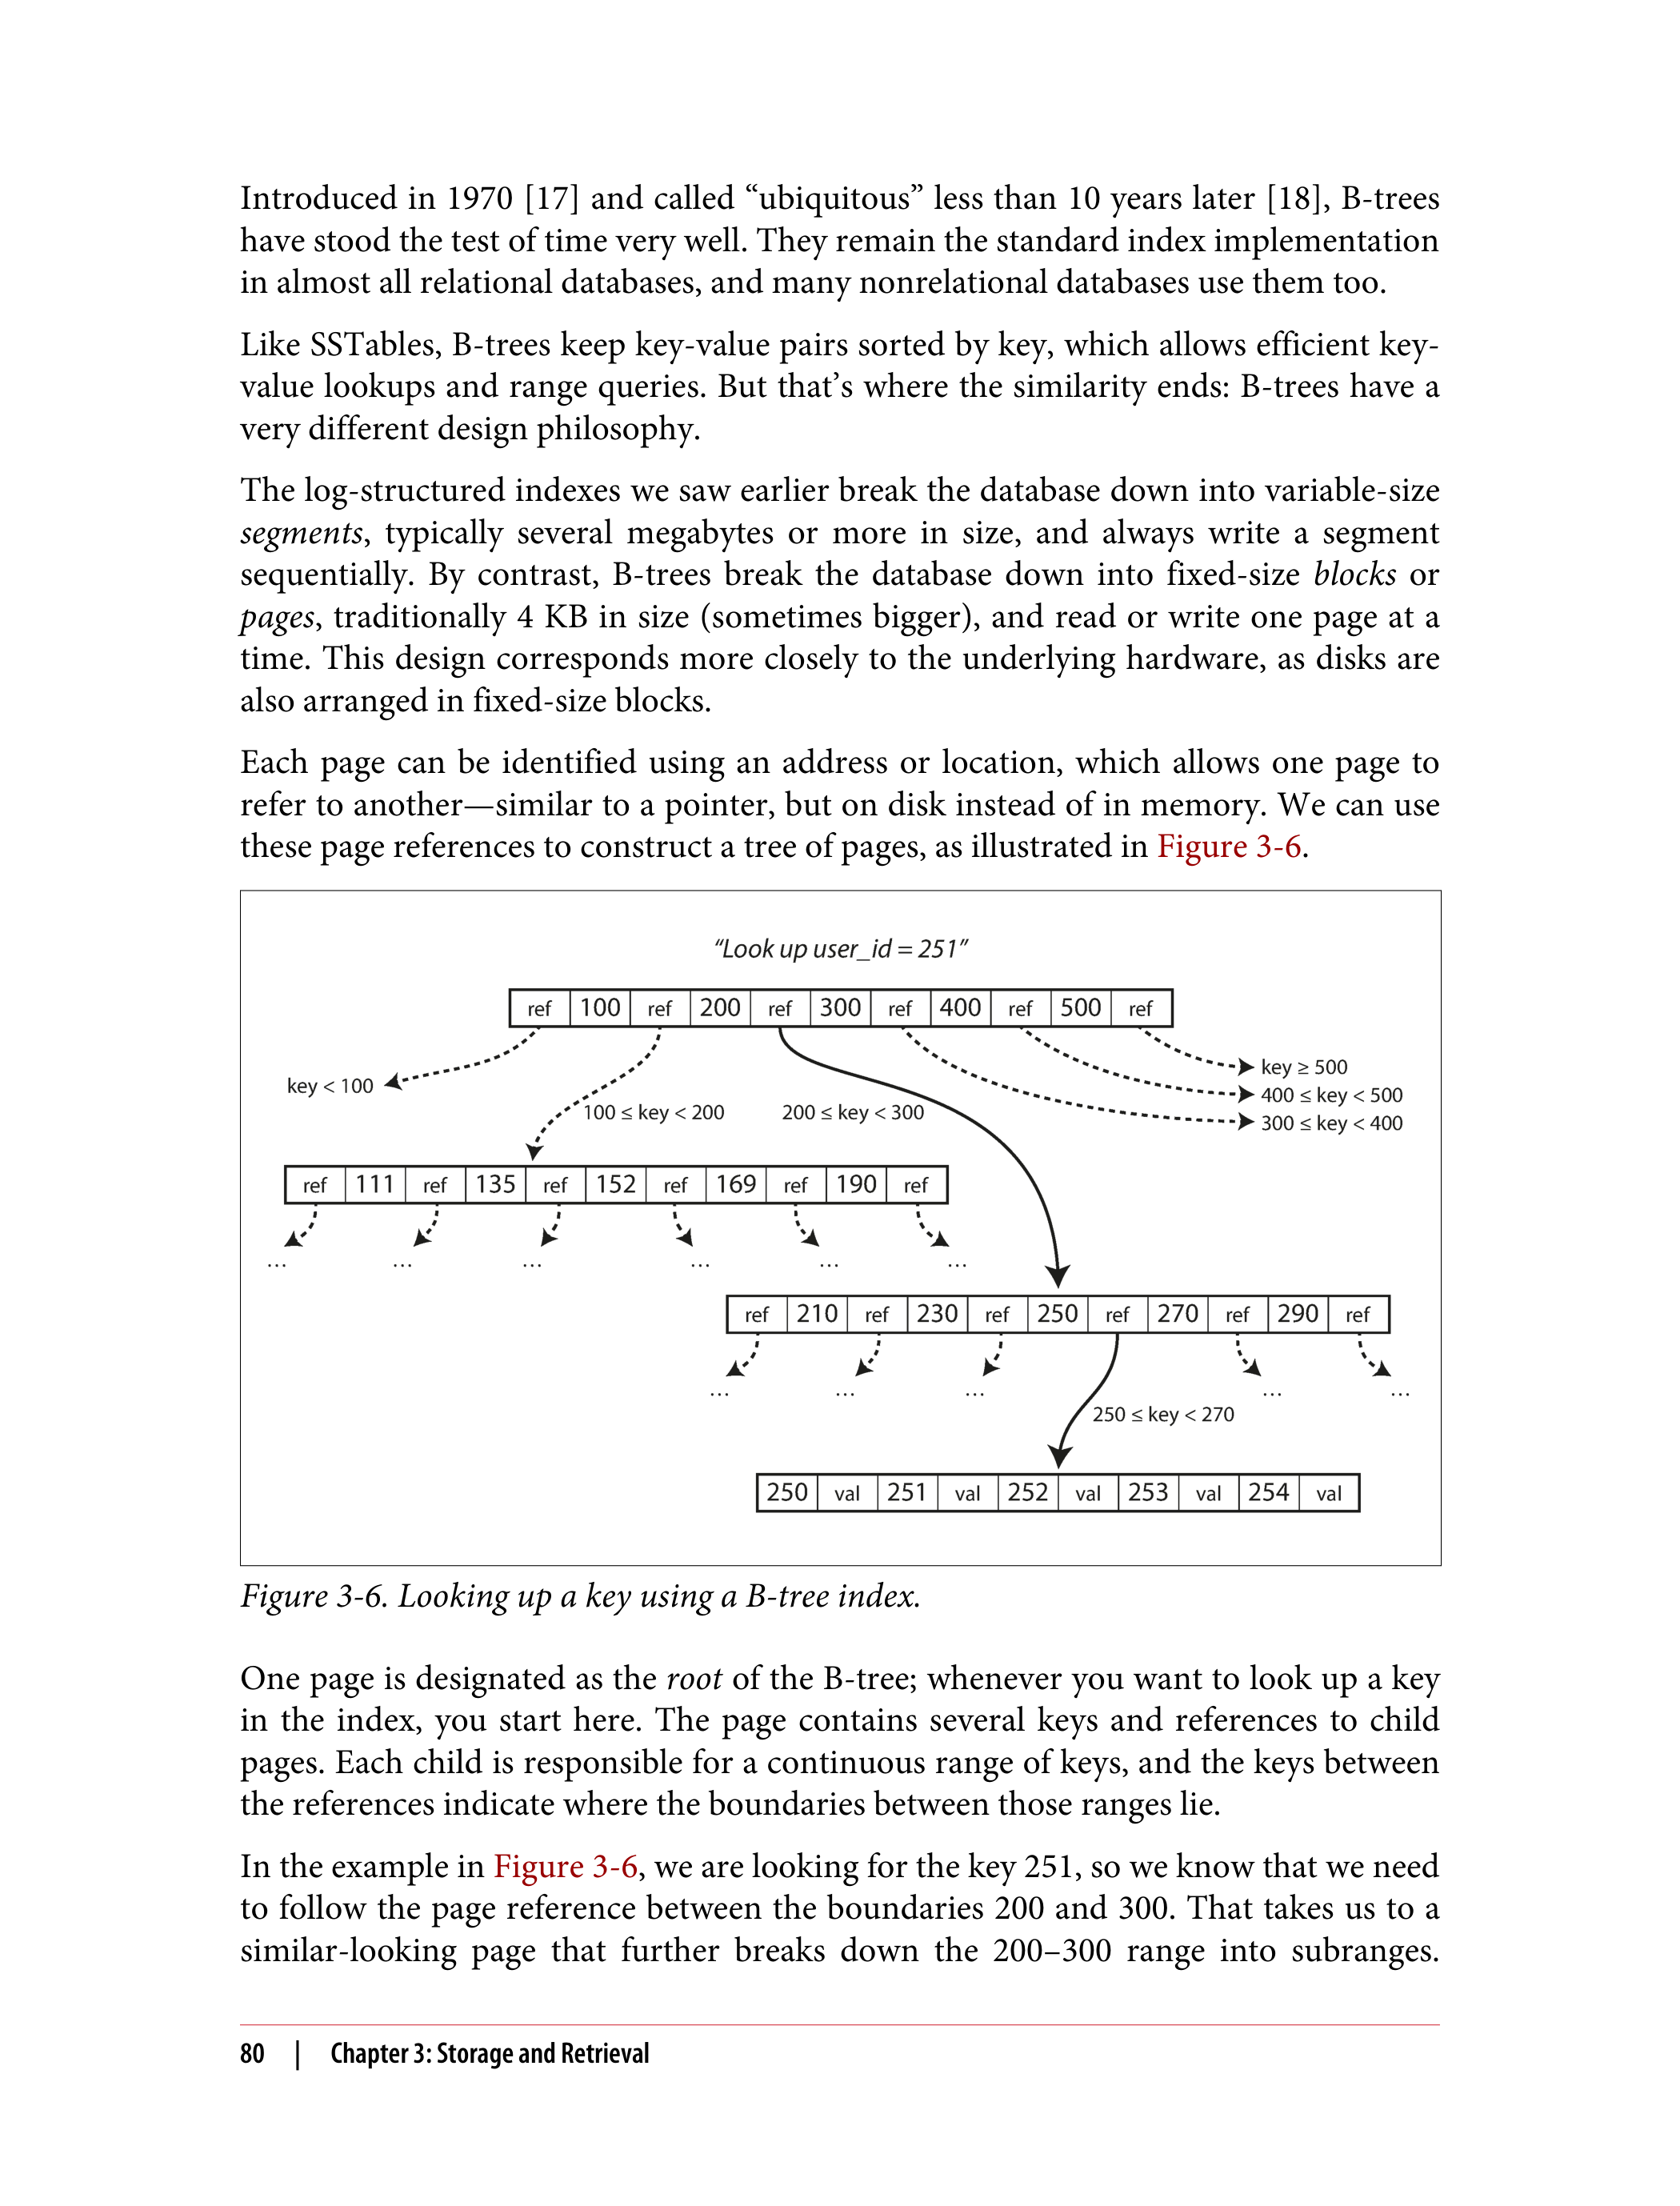 Introduced in 1970 [17] and called “ubiquitous” less than 10 years later [18], B-trees
have stood the test of time very well. They remain the standard index implementation
in almost all relational databases, and many nonrelational databases use them too.
Like SSTables, B-trees keep key-value pairs sorted by key, which allows efficient key-
value lookups and range queries. But that’s where the similarity ends: B-trees have a
very different design philosophy.
The log-structured indexes we saw earlier break the database down into variable-size
segments, typically several megabytes or more in size, and always write a segment
sequentially. By contrast, B-trees break the database down into fixed-size blocks or
pages, traditionally 4 KB in size (sometimes bigger), and read or write one page at a
time. This design corresponds more closely to the underlying hardware, as disks are
also arranged in fixed-size blocks.
Each page can be identified using an address or location, which allows one page to
refer to another—similar to a pointer, but on disk instead of in memory. We can use
these page references to construct a tree of pages, as illustrated in Figure 3-6.
“Look up user_id = 251”
ref 100 ref 200 ref 300 ref 400 ref 500 ref
key ≥ 500
key < 100
400 ≤ key < 500
100 ≤ key < 200 200 ≤ key < 300
300 ≤ key < 400
ref 111 ref 135 ref 152 ref 169 ref 190 ref
... ... ... ... ... ...
ref 210 ref 230 ref 250 ref 270 ref 290 ref
... ... ... ... ...
250 ≤ key < 270
250 val 251 val 252 val 253 val 254 val
Figure 3-6. Looking up a key using a B-tree index.
One page is designated as the root of the B-tree; whenever you want to look up a key
in the index, you start here. The page contains several keys and references to child
pages. Each child is responsible for a continuous range of keys, and the keys between
the references indicate where the boundaries between those ranges lie.
In the example in Figure 3-6, we are looking for the key 251, so we know that we need
to follow the page reference between the boundaries 200 and 300. That takes us to a
similar-looking page that further breaks down the 200–300 range into subranges.
80 | Chapter 3: Storage and Retrieval